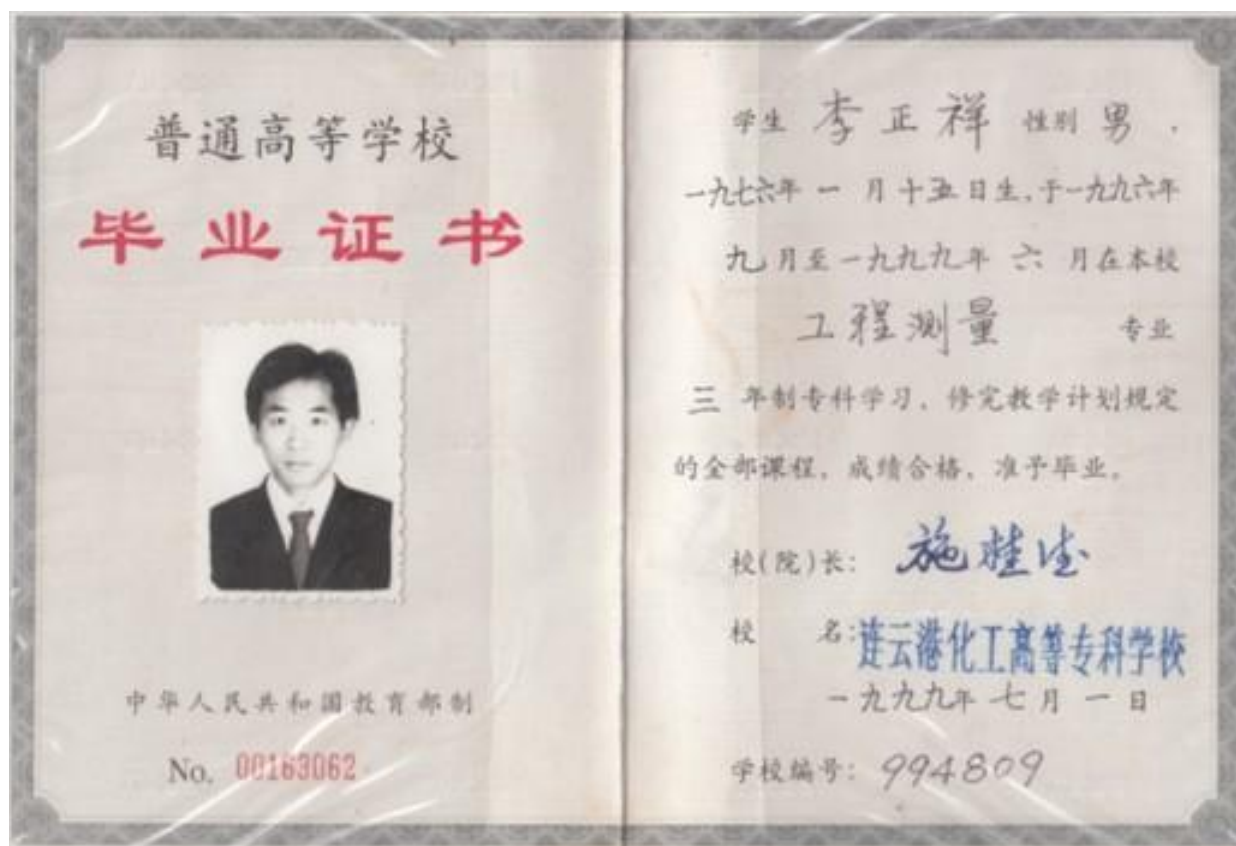 普通高等学校
毕业证书
中华人民共和国教育部制
No. 00163062
学生 李正祥 性别 男 ，
一九七六年 一 月 十五 日生，于一九九六年
九 月至一九九九年 六 月在本校
工程测量 专业
三 年制专科学习，修完教学计划规定
的全部课程，成绩合格，准予毕业。
校(院)长: 施桂
校 名: 连云港化工高等专科学校
一九九九年 七 月 一 日
学校编号: 994809